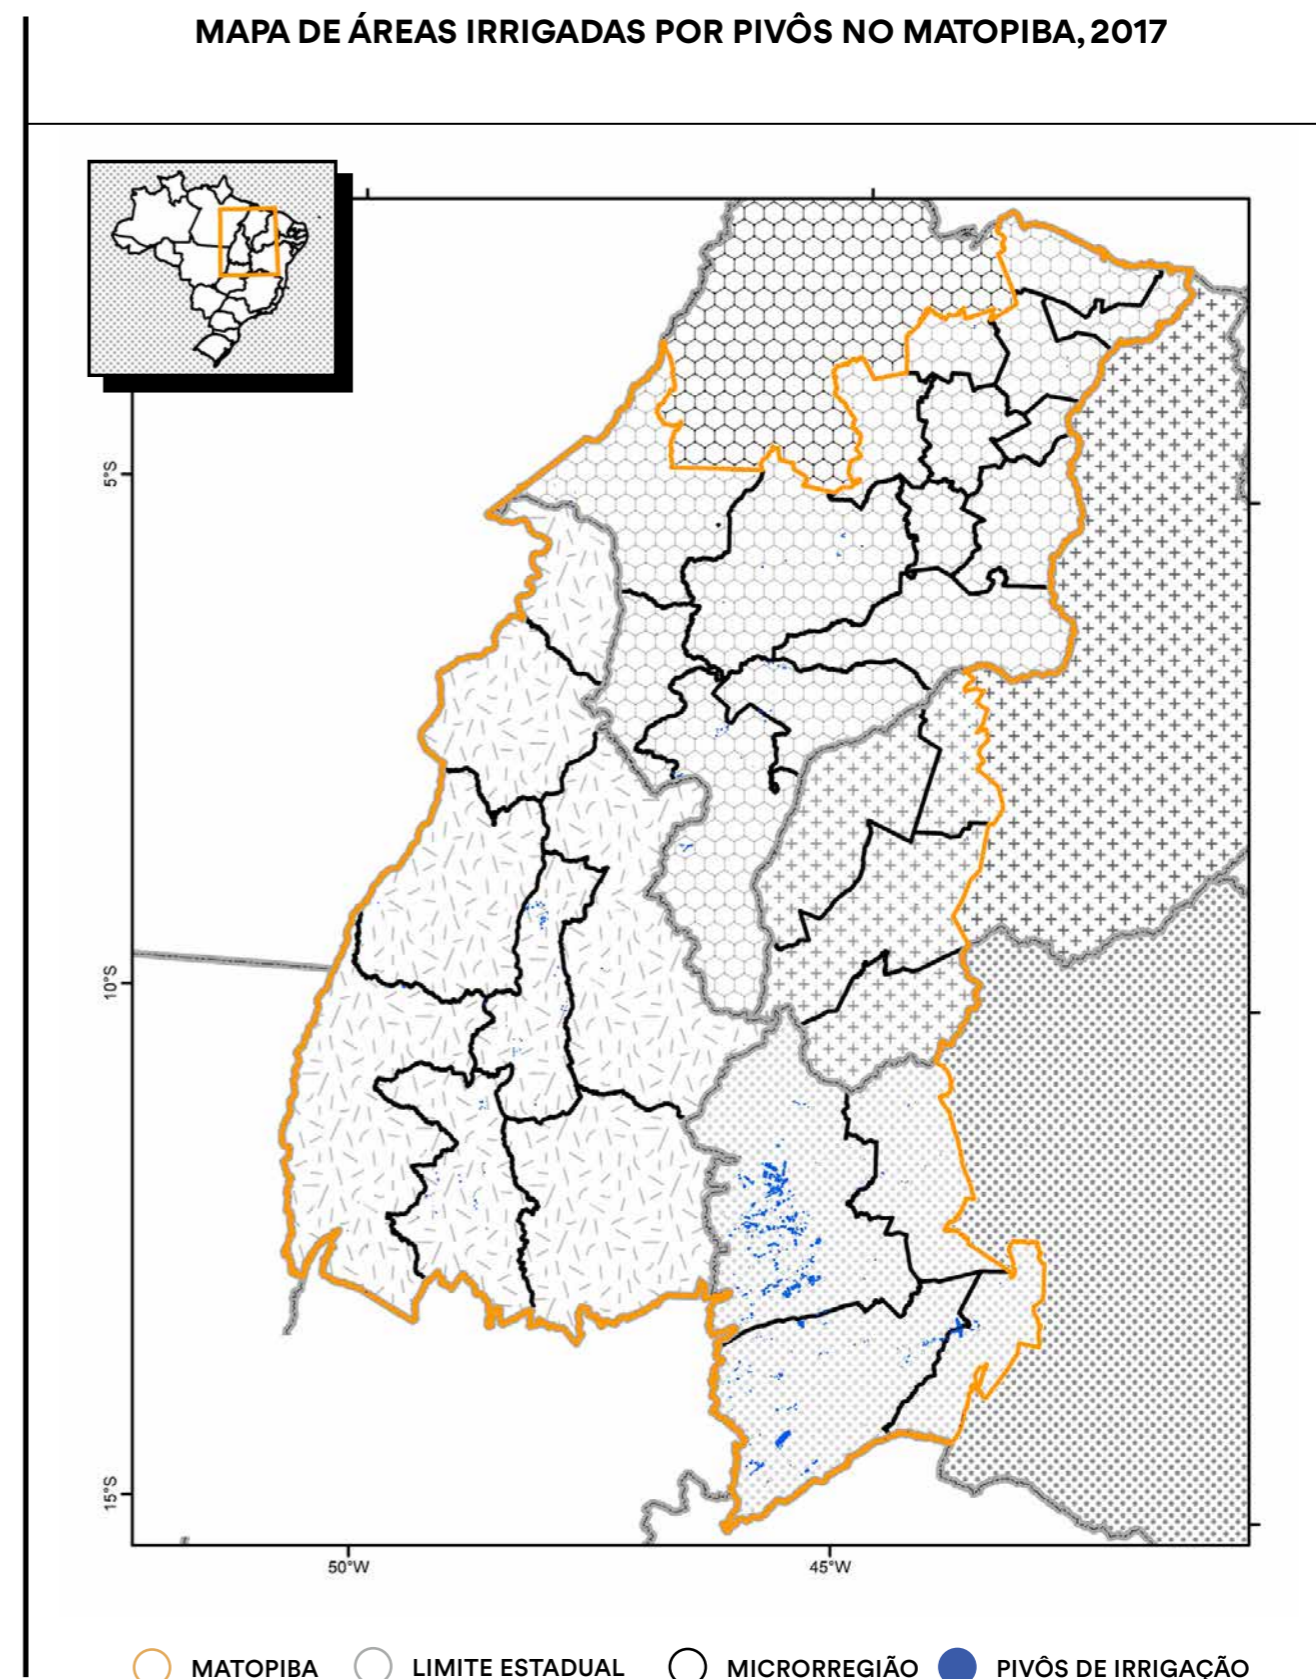 MAPA DE ÁREAS IRRIGADAS POR PIVÔS NO MATOPIBA, 2017
5°S
10°S
15°S
50°W
45°W
MATOPIBA
LIMITE ESTADUAL
MICRORREGIÃO
PIVÔS DE IRRIGAÇÃO